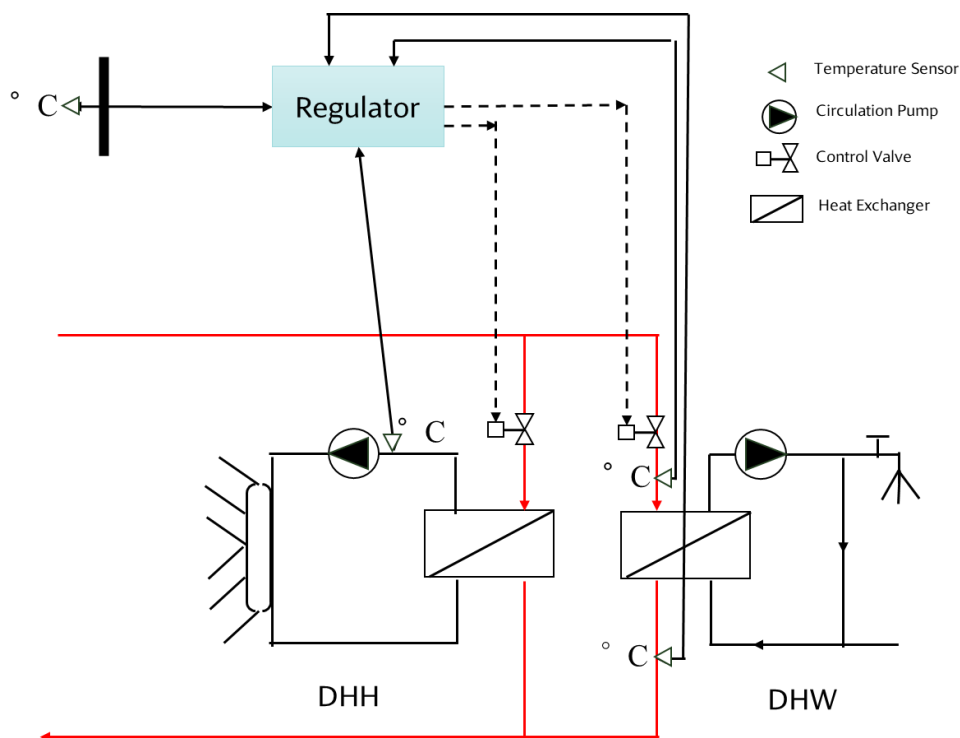 Temperature Sensor
° C
Regulator
Circulation Pump
Control Valve
Heat Exchanger
° C
° C
° C
DHH
DHW